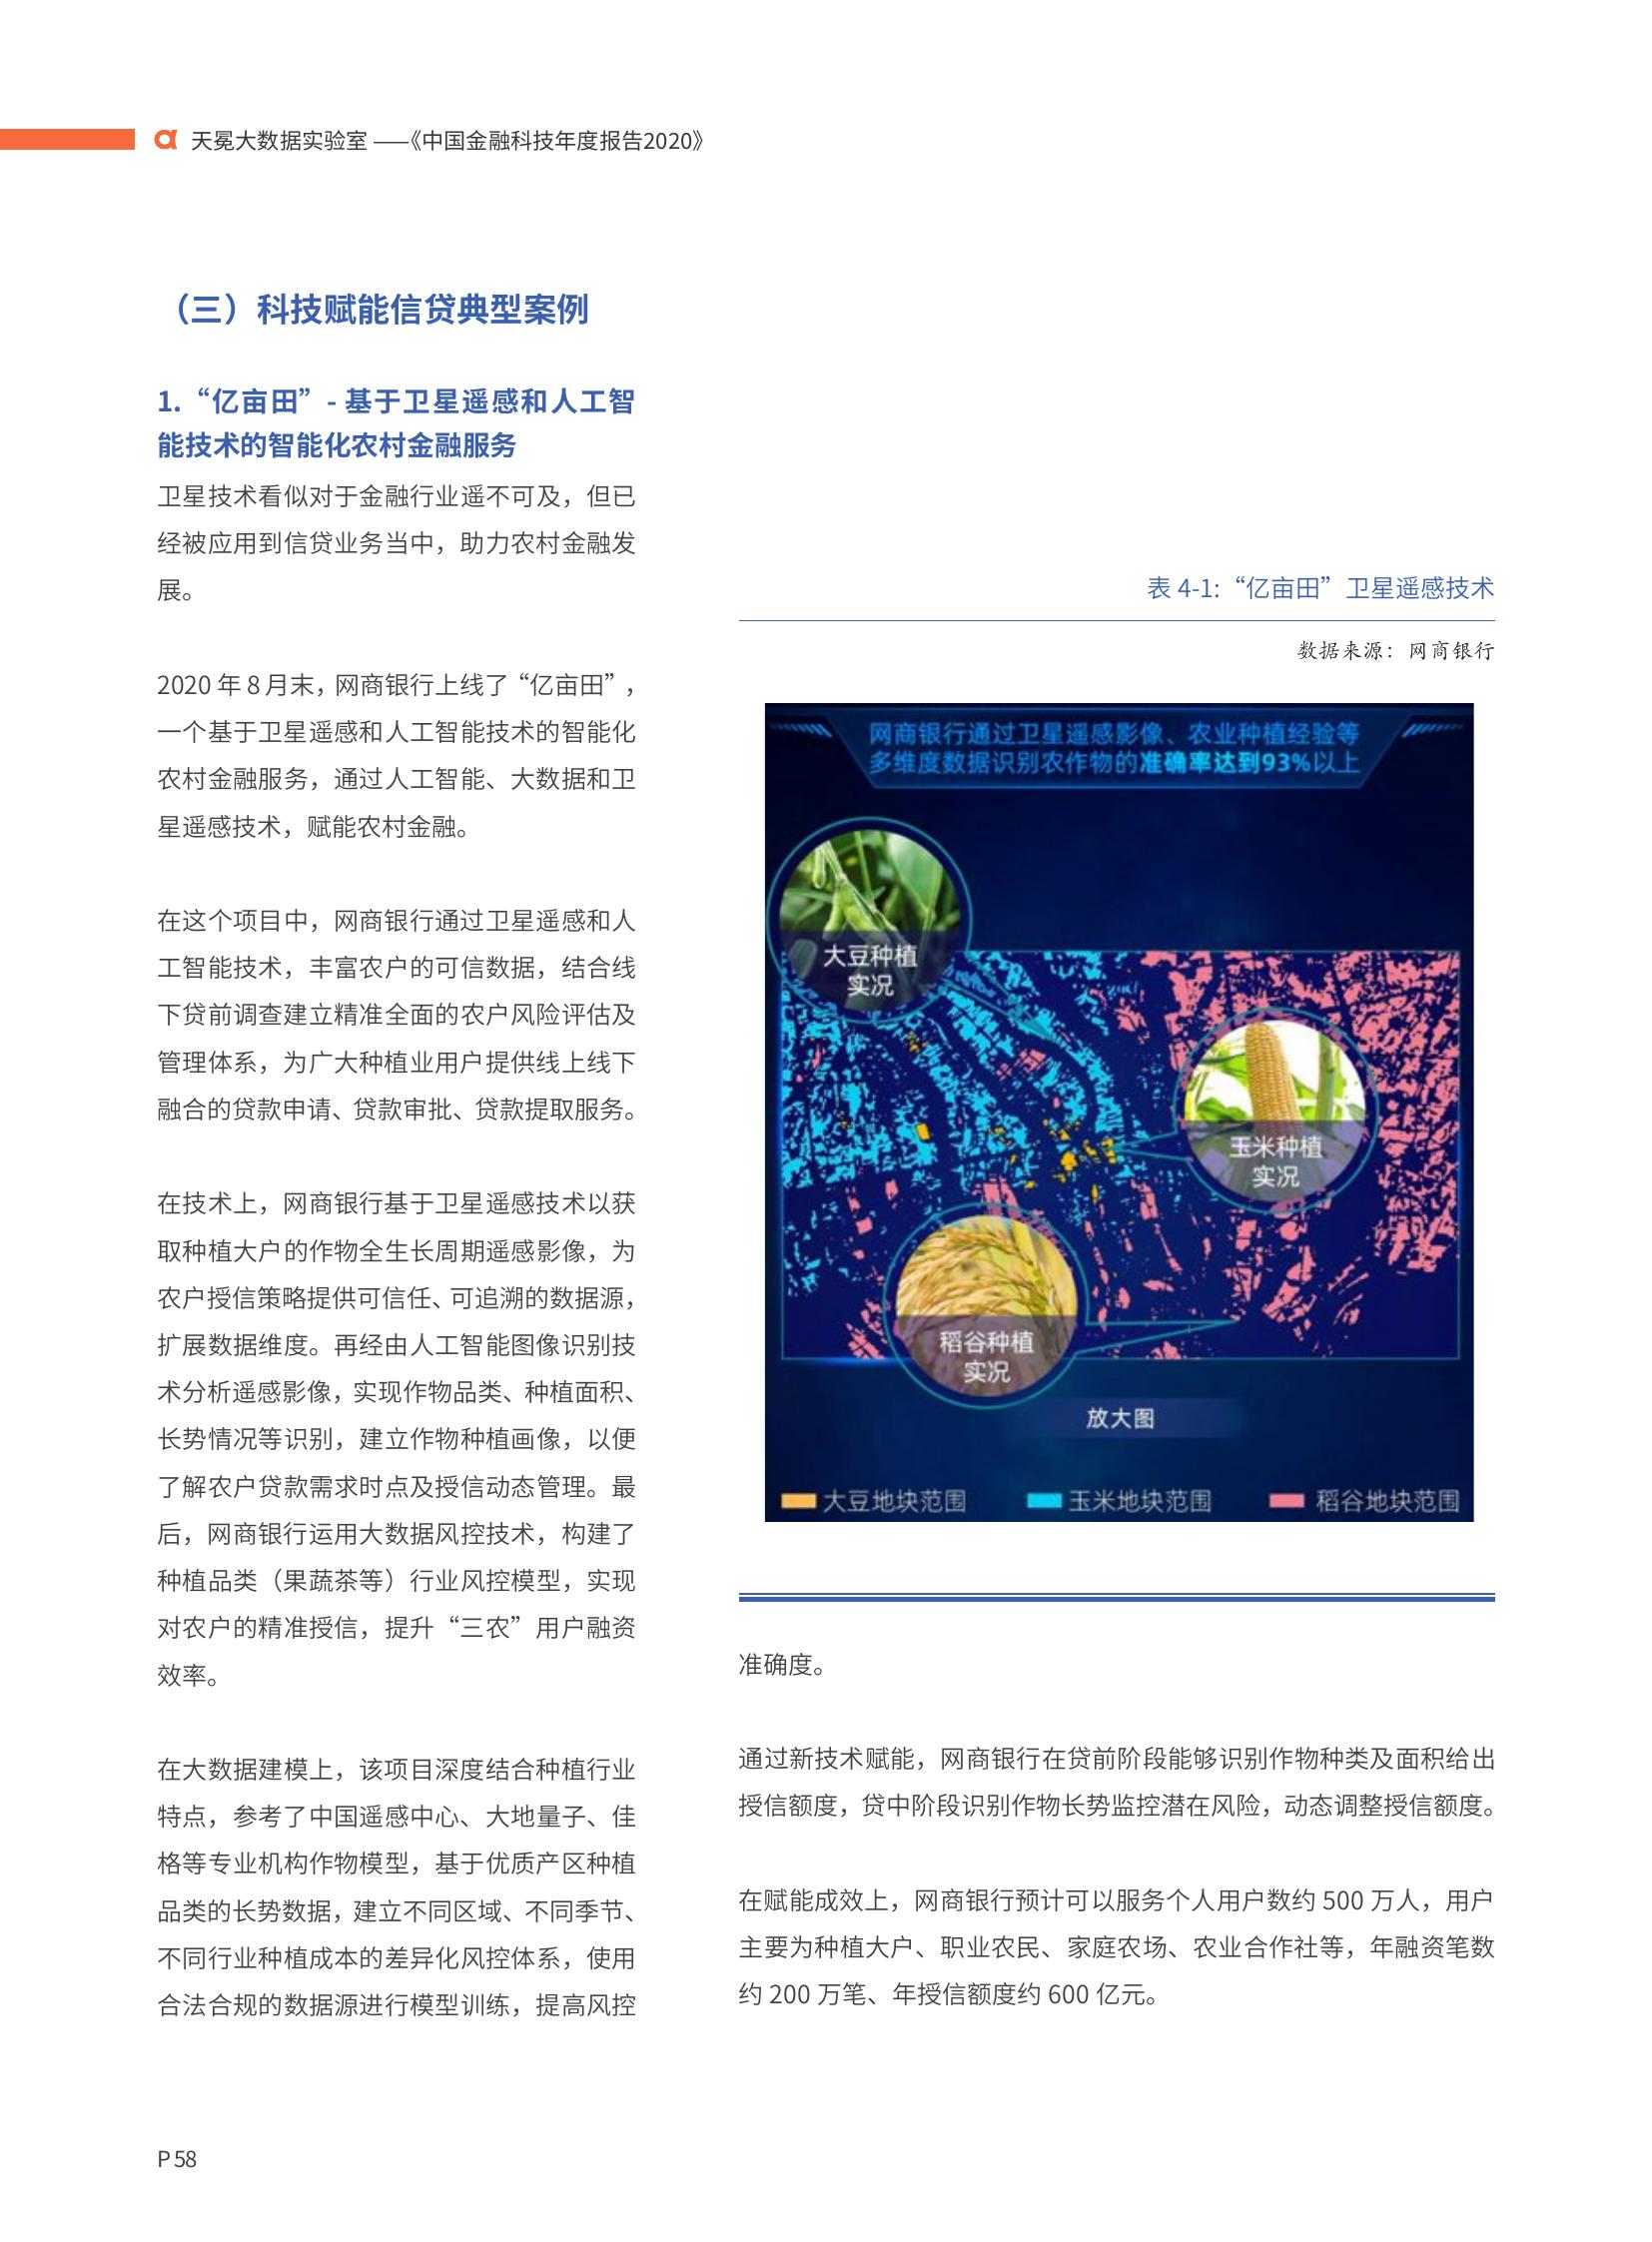 天冕大数据实验室 ——《中国金融科技年度报告2020》
（三）科技赋能信贷典型案例
1.“亿亩田”- 基于卫星遥感和人工智
能技术的智能化农村金融服务
卫星技术看似对于金融行业遥不可及，但已
经被应用到信贷业务当中，助力农村金融发
展。
2020 年 8 月末，网商银行上线了“亿亩田”，
一个基于卫星遥感和人工智能技术的智能化
农村金融服务，通过人工智能、大数据和卫
星遥感技术，赋能农村金融。
在这个项目中，网商银行通过卫星遥感和人
工智能技术，丰富农户的可信数据，结合线
下贷前调查建立精准全面的农户风险评估及
管理体系，为广大种植业用户提供线上线下
融合的贷款申请、贷款审批、贷款提取服务。
在技术上，网商银行基于卫星遥感技术以获
取种植大户的作物全生长周期遥感影像，为
农户授信策略提供可信任、可追溯的数据源，
扩展数据维度。再经由人工智能图像识别技
术分析遥感影像，实现作物品类、种植面积、
长势情况等识别，建立作物种植画像，以便
了解农户贷款需求时点及授信动态管理。最
后，网商银行运用大数据风控技术，构建了
种植品类（果蔬茶等）行业风控模型，实现
对农户的精准授信，提升“三农”用户融资
效率。
在大数据建模上，该项目深度结合种植行业
特点，参考了中国遥感中心、大地量子、佳
格等专业机构作物模型，基于优质产区种植
品类的长势数据，建立不同区域、不同季节、
不同行业种植成本的差异化风控体系，使用
合法合规的数据源进行模型训练，提高风控
表 4-1:“亿亩田”卫星遥感技术
数据来源：网商银行
网商银行通过卫星遥感影像、农业种植经验等
多维度数据识别农作物的准确率达到93%以上
大豆种植
实况
玉米种植
实况
稻谷种植
实况
放大图
大豆地块范围 玉米地块范围 稻谷地块范围
准确度。
通过新技术赋能，网商银行在贷前阶段能够识别作物种类及面积给出
授信额度，贷中阶段识别作物长势监控潜在风险，动态调整授信额度。
在赋能成效上，网商银行预计可以服务个人用户数约 500 万人，用户
主要为种植大户、职业农民、家庭农场、农业合作社等，年融资笔数
约 200 万笔、年授信额度约 600 亿元。
P 58